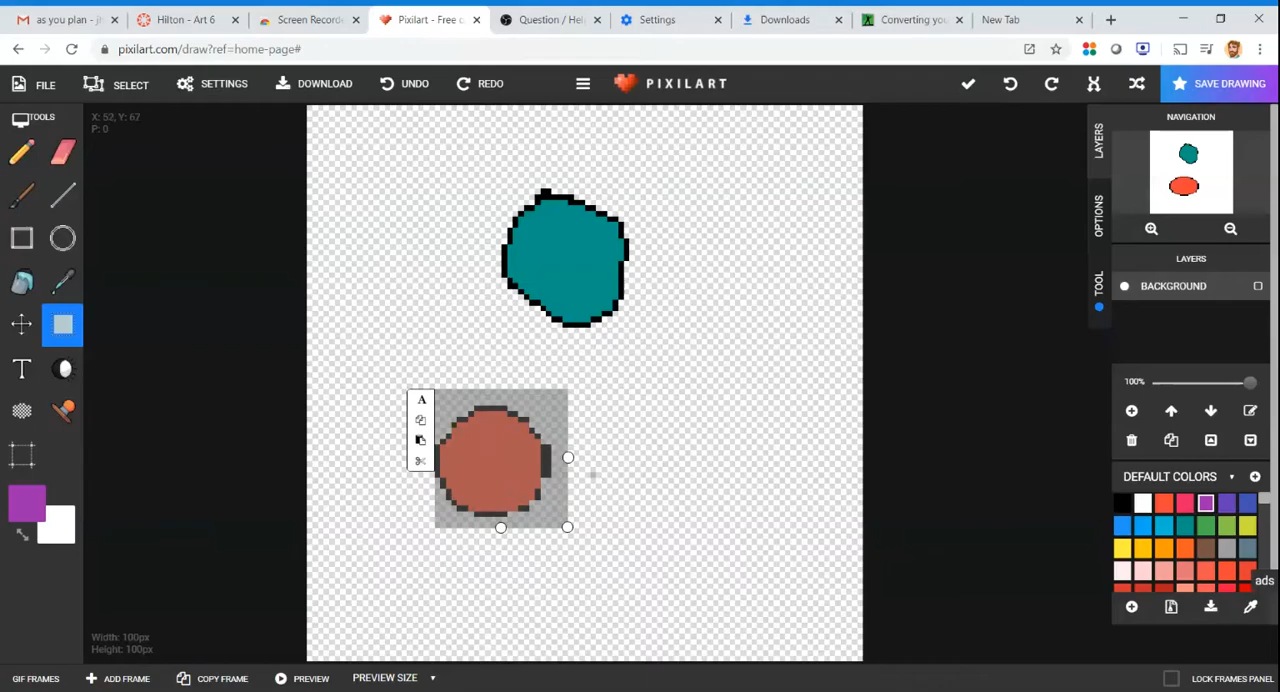 as you plan - jh
Hilton - Art 6
Screen Record
Pixilart - Free o
Question / Help
Settings
Downloads
Converting you
New Tab
pixilart.com/draw?ref=home-page#
FILE
SELECT
SETTINGS
DOWNLOAD
UNDO
REDO
PIXILART
SAVE DRAWING
TOOLS
X: 52, Y: 67
P: 0
LAYERS
NAVIGATION
OPTIONS
LAYERS
TOOL
BACKGROUND
A
100%
T
DEFAULT COLORS
ads
Width: 100px
Height: 100px
GIF FRAMES
ADD FRAME
COPY FRAME
PREVIEW
PREVIEW SIZE
LOCK FRAMES PANEL